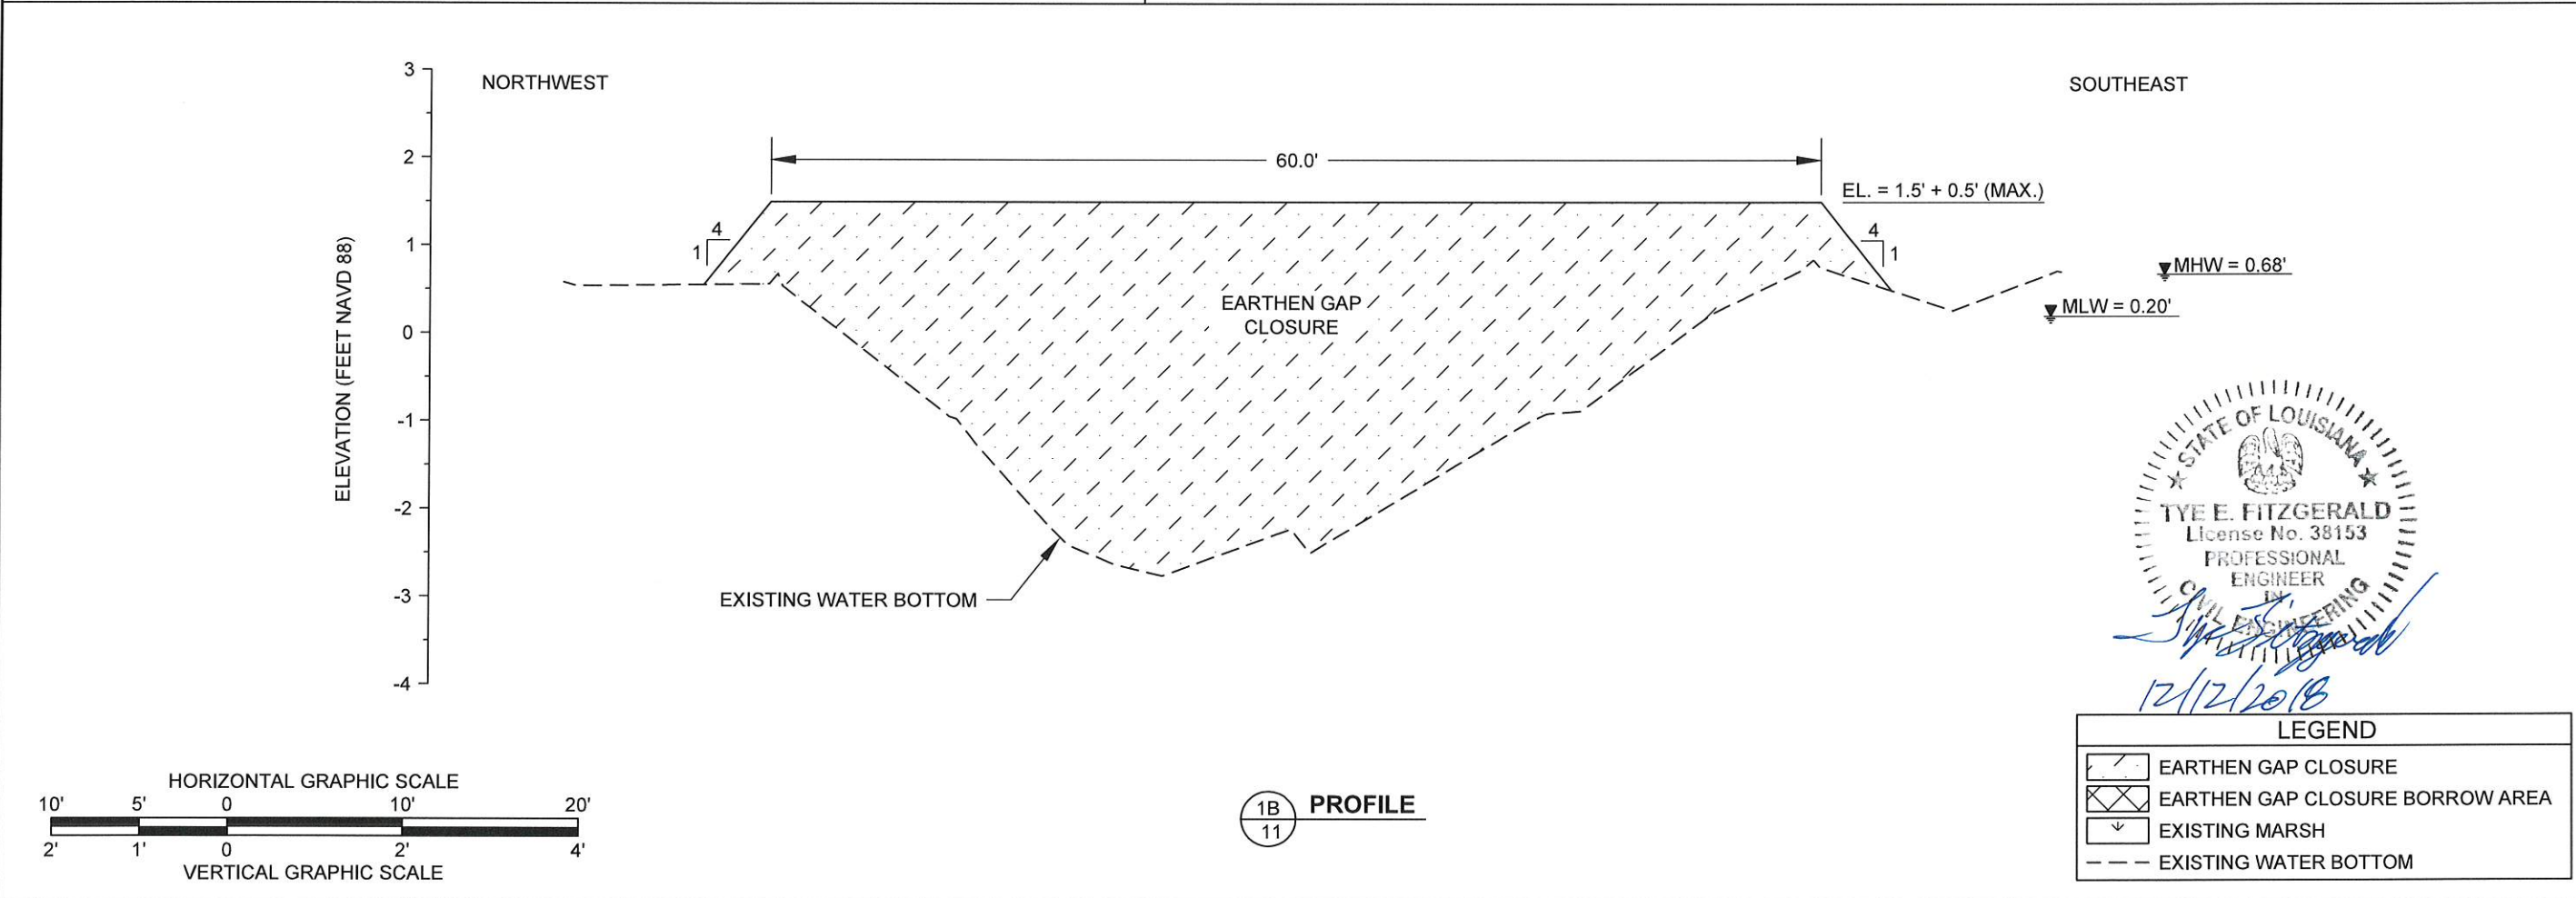 NORTHWEST
SOUTHEAST
3
2
1
0
-1
-2
-3
-4
ELEVATION (FEET NAVD 88)
60.0'
EL. = 1.5' + 0.5' (MAX.)
4
1
4
1
MHW = 0.68'
MLW = 0.20'
EARTHEN GAP
CLOSURE
EXISTING WATER BOTTOM
STATE OF LOUISIANA
TYE E. FITZGERALD
License No. 38153
PROFESSIONAL
ENGINEER
IN
CIVIL ENGINEERING
Tye Fitzgerald
12/12/2018
HORIZONTAL GRAPHIC SCALE
10' 5' 0 10' 20'
2' 1' 0 2' 4'
VERTICAL GRAPHIC SCALE
1B
11
PROFILE
LEGEND
EARTHEN GAP CLOSURE
EARTHEN GAP CLOSURE BORROW AREA
EXISTING MARSH
EXISTING WATER BOTTOM